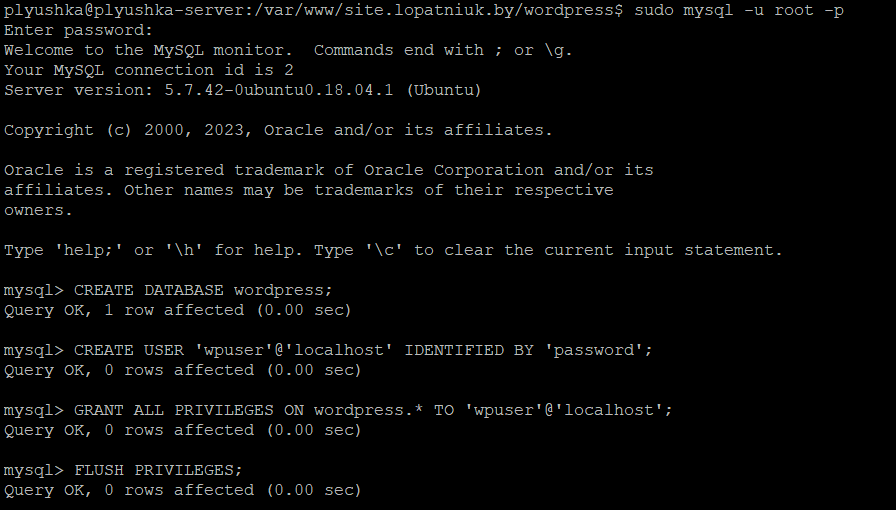 plyushka@plyushka-server:/var/www/site.lopatniuk.by/wordpress$ sudo mysql -u root -p
Enter password:
Welcome to the MySQL monitor.  Commands end with ; or \g.
Your MySQL connection id is 2
Server version: 5.7.42-0ubuntu0.18.04.1 (Ubuntu)

Copyright (c) 2000, 2023, Oracle and/or its affiliates.

Oracle is a registered trademark of Oracle Corporation and/or its
affiliates. Other names may be trademarks of their respective
owners.

Type 'help;' or '\h' for help. Type '\c' to clear the current input statement.

mysql> CREATE DATABASE wordpress;
Query OK, 1 row affected (0.00 sec)

mysql> CREATE USER 'wpuser'@'localhost' IDENTIFIED BY 'password';
Query OK, 0 rows affected (0.00 sec)

mysql> GRANT ALL PRIVILEGES ON wordpress.* TO 'wpuser'@'localhost';
Query OK, 0 rows affected (0.00 sec)

mysql> FLUSH PRIVILEGES;
Query OK, 0 rows affected (0.00 sec)